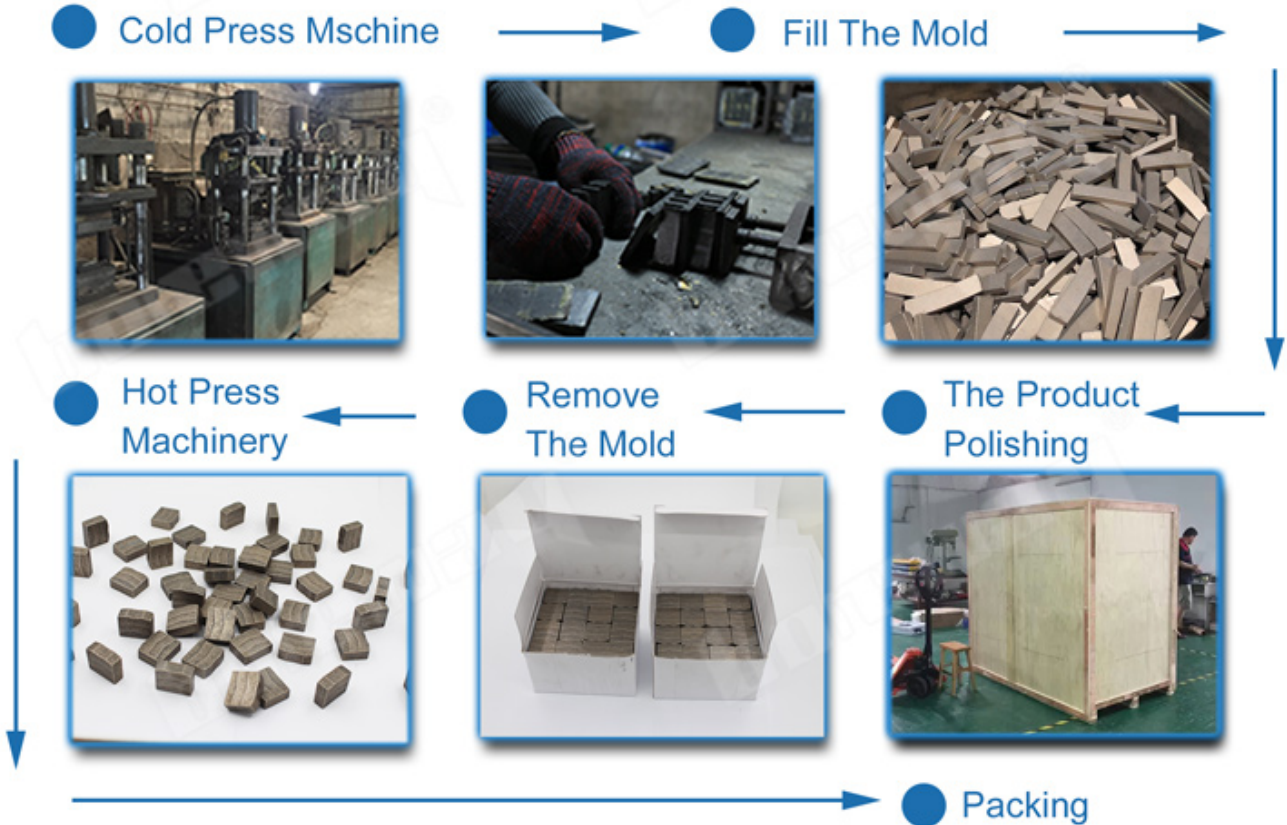 Cold Press Mschine
Fill The Mold
Hot Press
Machinery
Remove
The Mold
The Product
Polishing
Packing